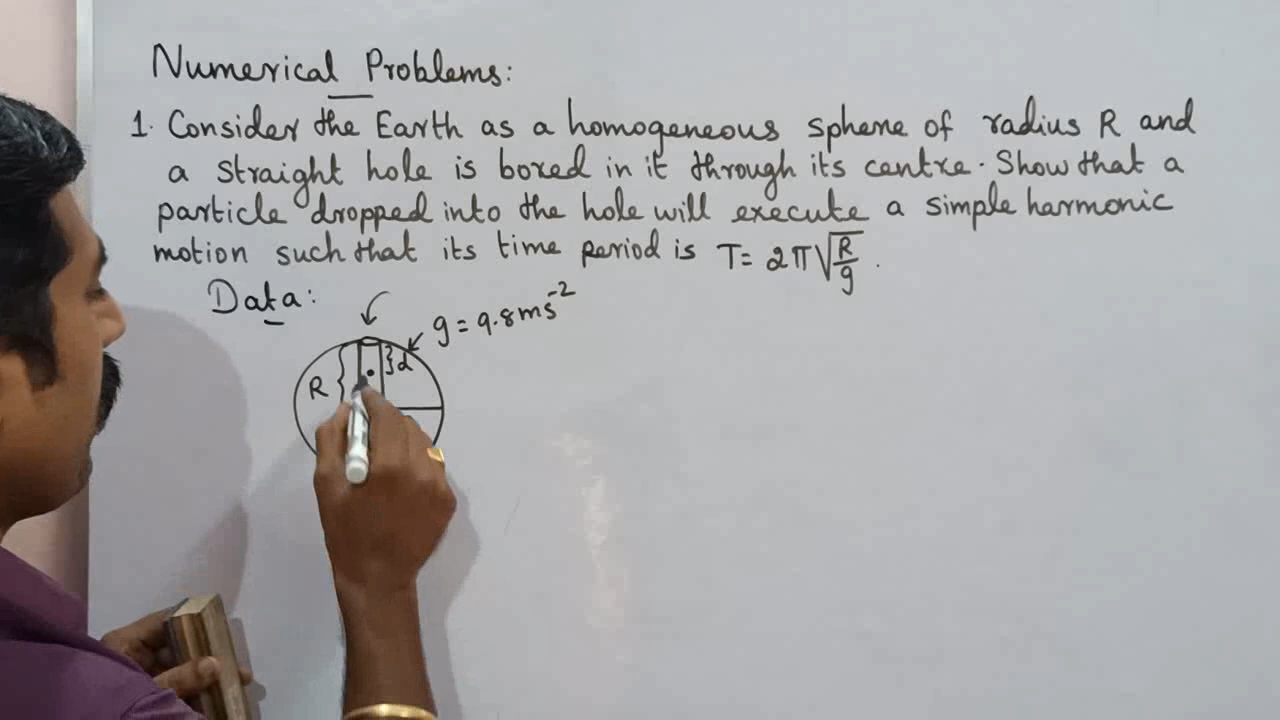 Numerical Problems:
1. Consider the Earth as a homogeneous sphere of radius R and
a straight hole is bored in it through its centre. Show that a
particle dropped into the hole will execute a simple harmonic
motion such that its time period is T = 2π√(R/g).
Data:
g = 9.8 ms⁻²
R } d